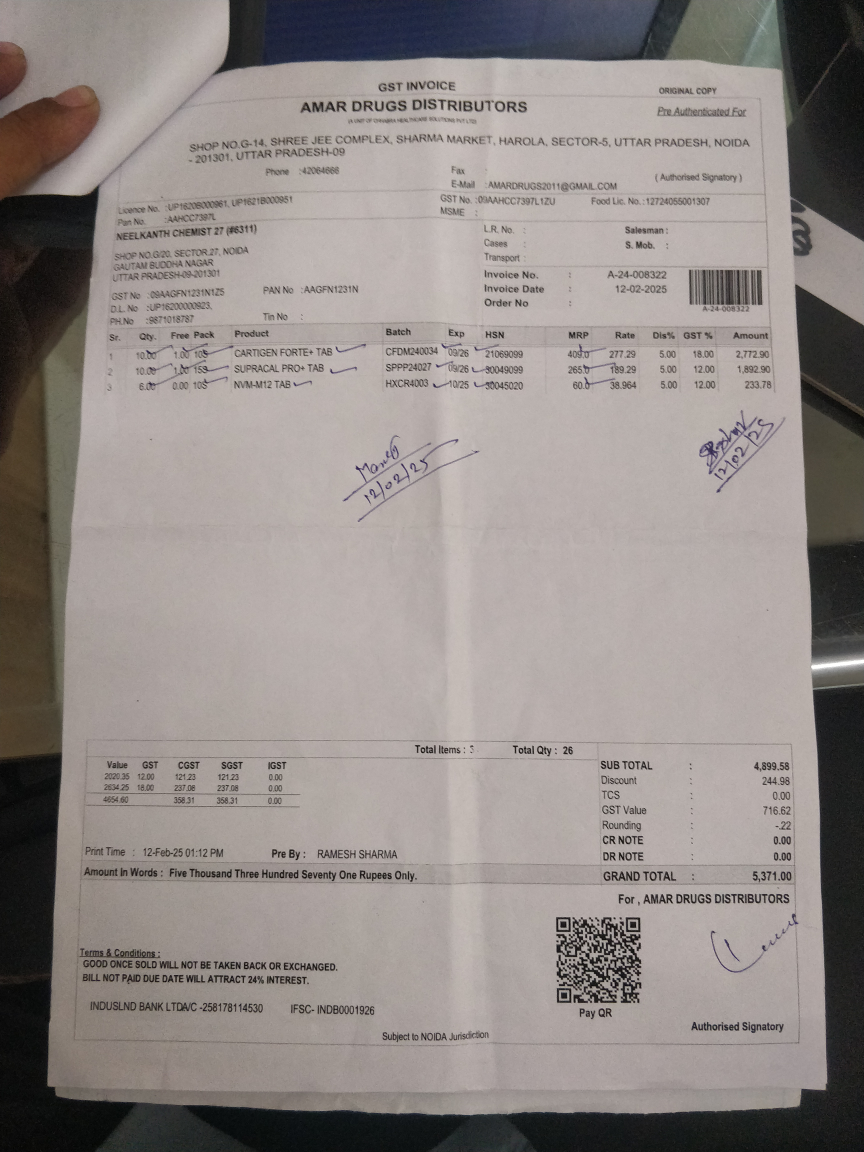 GST INVOICE
ORIGINAL COPY
AMAR DRUGS DISTRIBUTORS
Pre Authenticated For
(A UNIT OF CHHABRA HEALTHCARE SOLUTIONS PVT LTD)
SHOP NO.G-14, SHREE JEE COMPLEX, SHARMA MARKET, HAROLA, SECTOR-5, UTTAR PRADESH, NOIDA
- 201301, UTTAR PRADESH-09
Phone :42064666
Fax :
(Authorised Signatory)
E-Mail :AMARDRUGS2011@GMAIL.COM
Licence No. :UP1620B000961, UP1621B000951
GST No. :09AAHCC7397L1ZU Food Lic. No. :12724055001307
Pan No. :AAHCC7397L
MSME :
NEELKANTH CHEMIST 27 (#6311)
SHOP NO.G/20, SECTOR.27, NOIDA
GAUTAM BUDDHA NAGAR
UTTAR PRADESH-09-201301
GST No :09AAGFN1231N1Z5 PAN No :AAGFN1231N
D.L. No :UP16200000923,
PH.No :9871018787 Tin No :
L.R. No. : Salesman :
Cases : S. Mob. :
Transport :
Invoice No. : A-24-008322
Invoice Date : 12-02-2025
Order No :
A-24-008322
Sr. Qty. Free Pack Product Batch Exp HSN MRP Rate Dis% GST % Amount
1 10.00 1.00 10S CARTIGEN FORTE+ TAB CFDM240034 09/26 21069099 409.0 277.29 5.00 18.00 2,772.90
2 10.00 1.00 15S SUPRACAL PRO+ TAB SPPP24027 09/26 30049099 265.0 189.29 5.00 12.00 1,892.90
3 6.00 0.00 10S NVM-M12 TAB HXCR4003 10/25 30045020 60.0 38.964 5.00 12.00 233.78
12/02/25
12/02/25
Total Items : 3 Total Qty : 26
Value GST CGST SGST IGST
2020.35 12.00 121.23 121.23 0.00
2634.25 18.00 237.08 237.08 0.00
4654.60 358.31 358.31 0.00
SUB TOTAL : 4,899.58
Discount : 244.98
TCS : 0.00
GST Value : 716.62
Rounding : -.22
CR NOTE : 0.00
DR NOTE : 0.00
Print Time : 12-Feb-25 01:12 PM Pre By : RAMESH SHARMA
Amount In Words : Five Thousand Three Hundred Seventy One Rupees Only.
GRAND TOTAL : 5,371.00
For , AMAR DRUGS DISTRIBUTORS
Terms & Conditions :
GOOD ONCE SOLD WILL NOT BE TAKEN BACK OR EXCHANGED.
BILL NOT PAID DUE DATE WILL ATTRACT 24% INTEREST.
INDUSLND BANK LTDA/C -258178114530 IFSC- INDB0001926
Pay QR
Authorised Signatory
Subject to NOIDA Jurisdiction